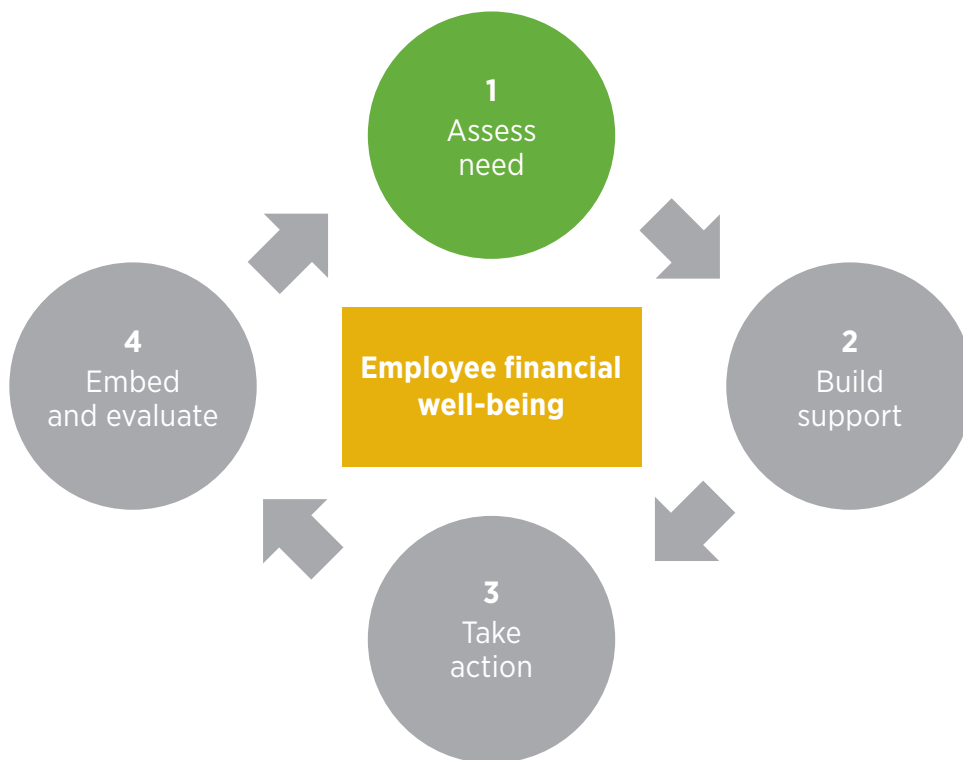 1
Assess
need
2
Build
support
3
Take
action
4
Embed
and evaluate
Employee financial
well-being